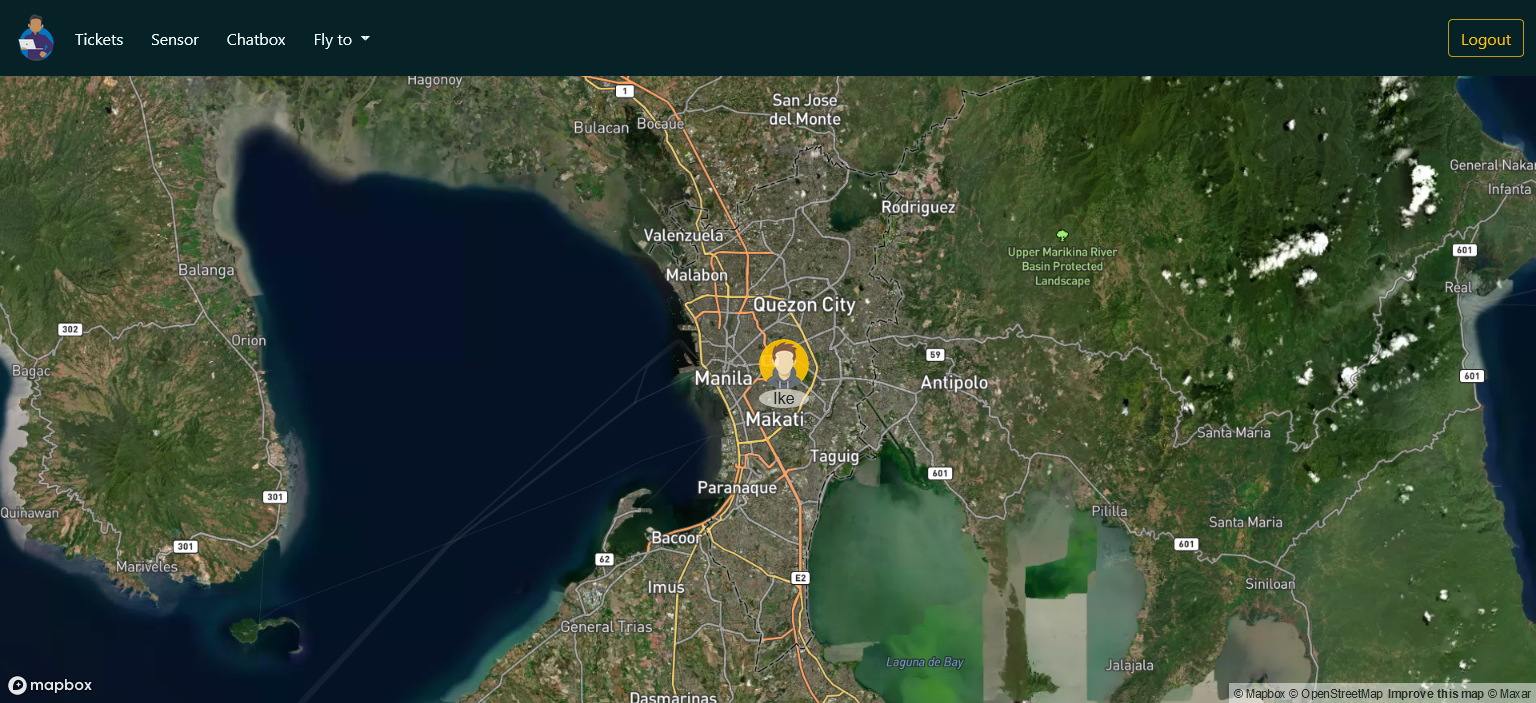 Tickets Sensor Chatbox Fly to
Logout
Hagonoy
1
San Jose
del Monte
Bulacan
Bocaue
General Nakar
Infanta
Rodriguez
Valenzuela
Upper Marikina River
Basin Protected
Landscape
601
Balanga
Malabon
Real
Quezon City
302
Orion
59
Bagac
Manila
Antipolo
601
Ike
Makati
Santa Maria
Taguig
601
Paranaque
301
Quinawan
Pililla
Santa Maria
Bacoor
301
601
62
Mariveles
E2
Imus
Siniloan
General Trias
Laguna de Bay
Jalajala
mapbox
Dasmarinas
© Mapbox © OpenStreetMap Improve this map © Maxar